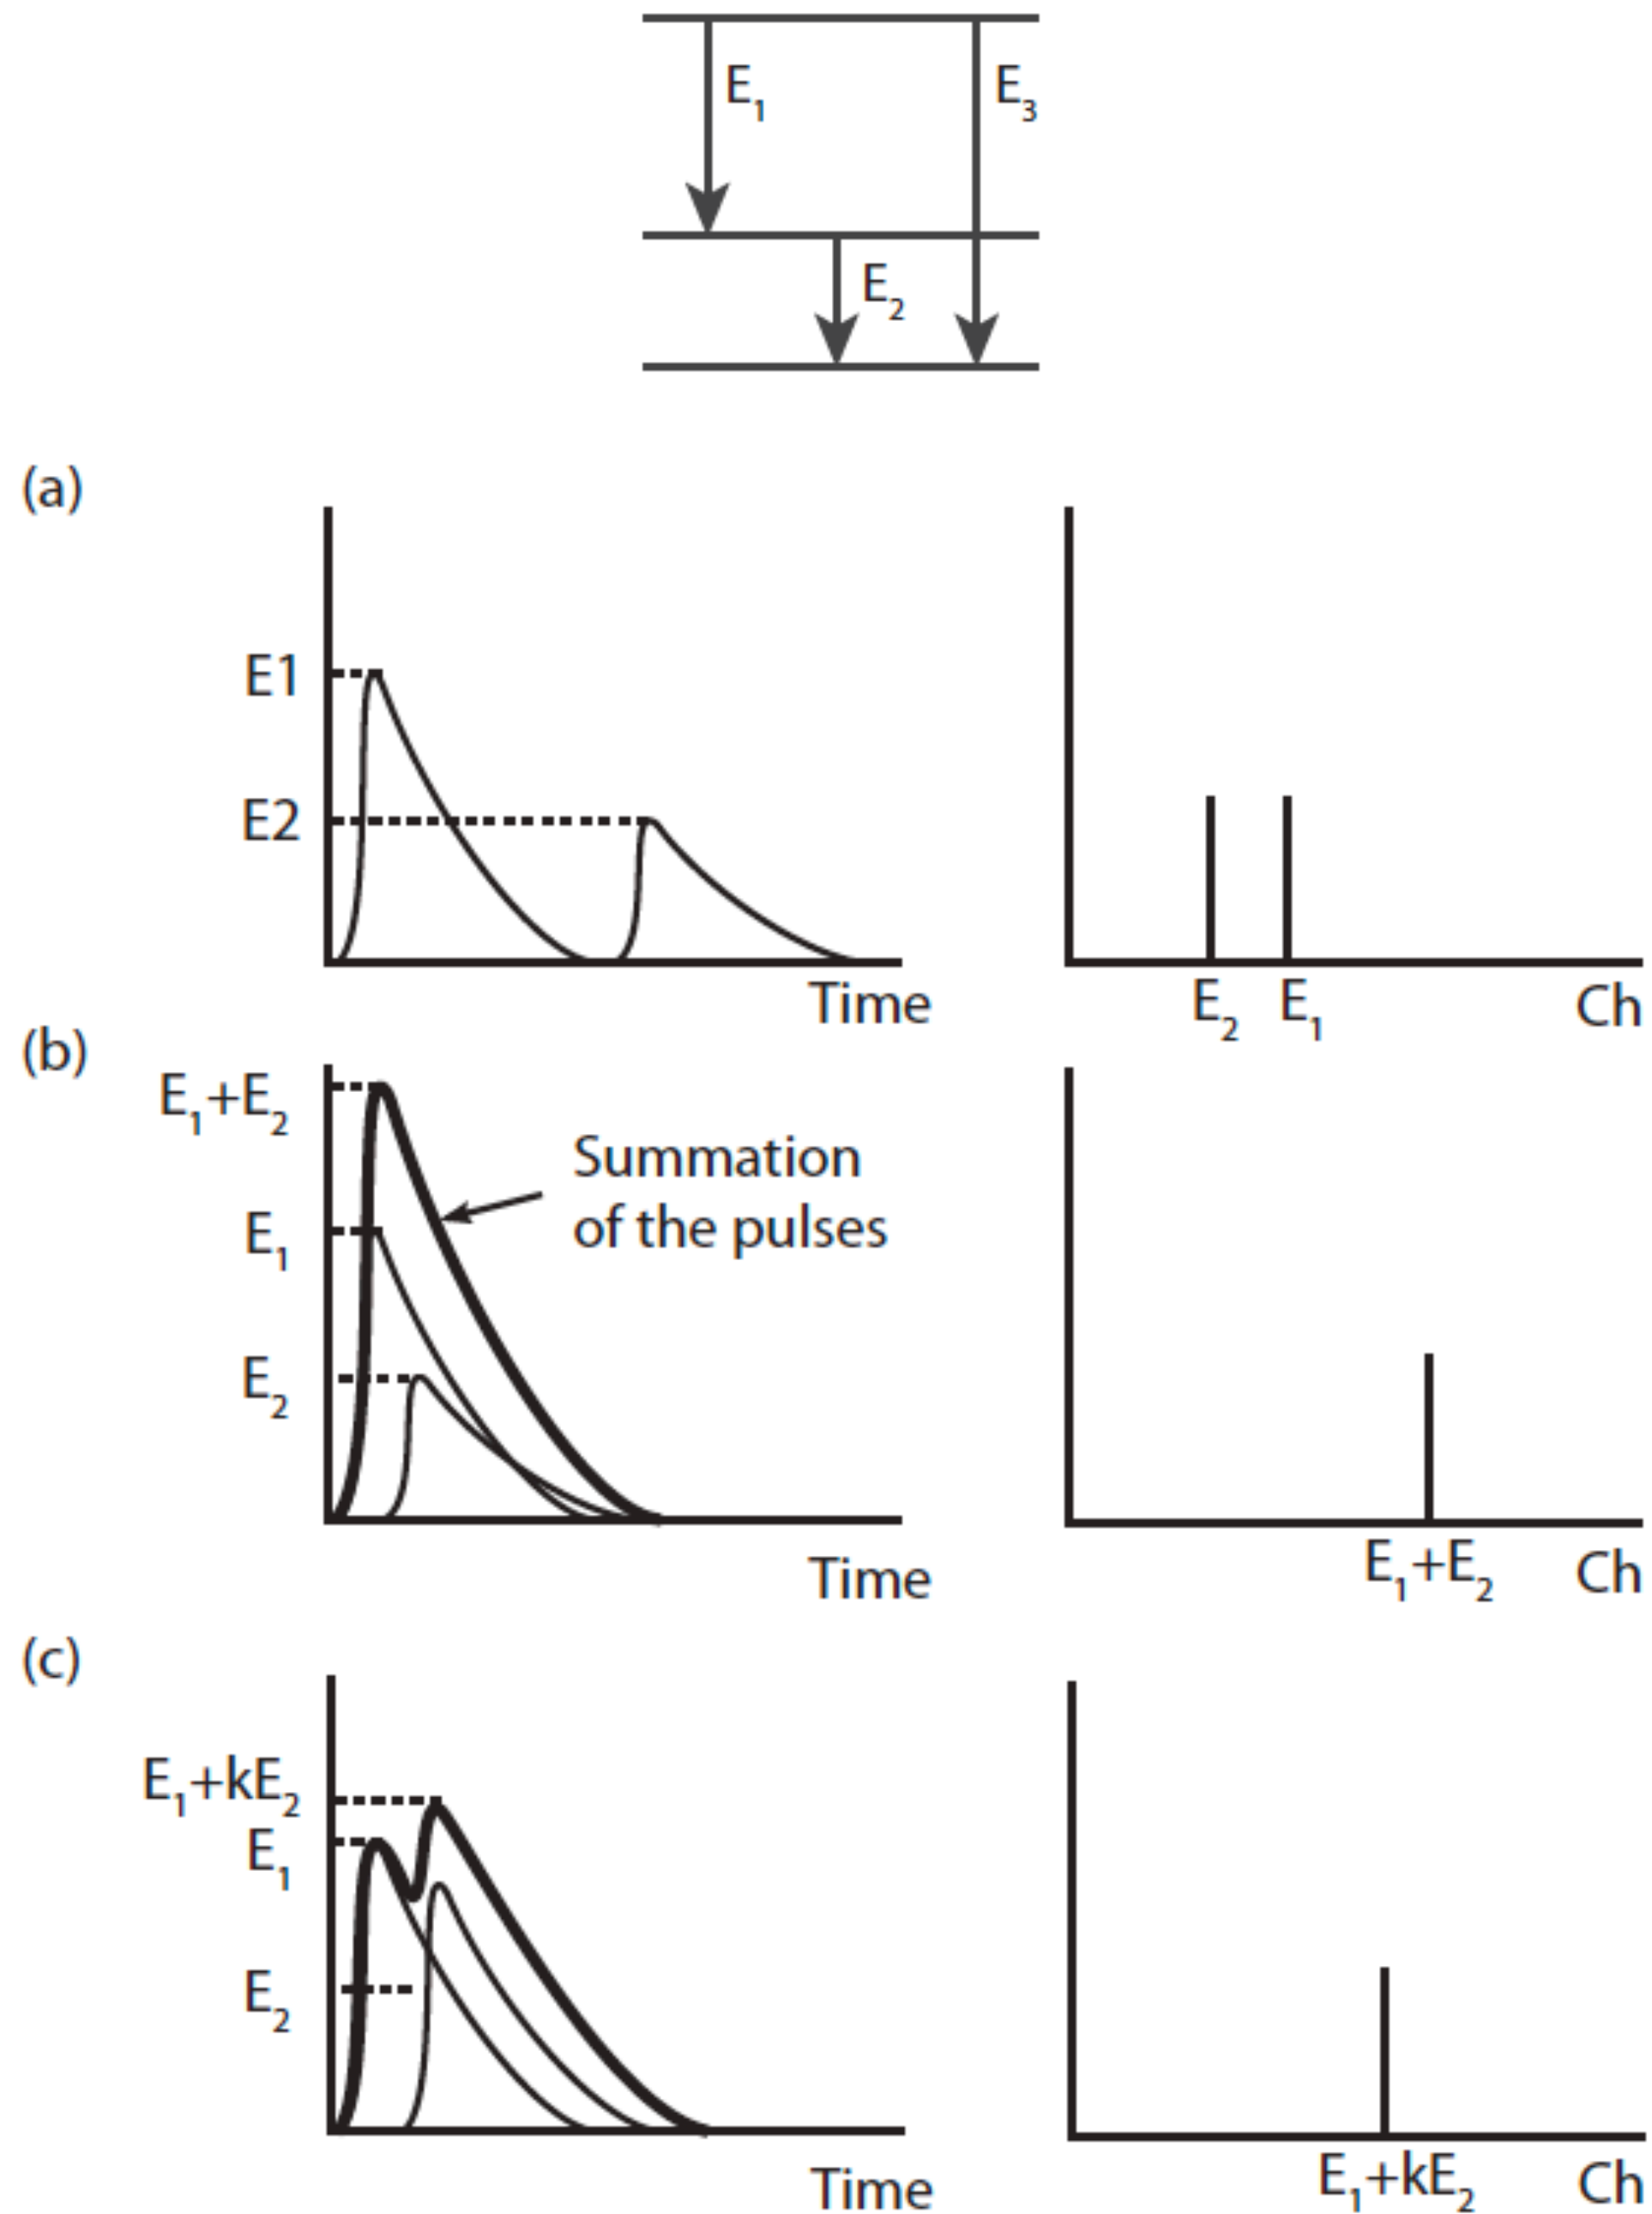 E₁
E₃
E₂
(a)
E1
E2
Time
E₂
E₁
Ch
(b)
E₁+E₂
Summation
of the pulses
E₁
E₂
Time
E₁+E₂
Ch
(c)
E₁+kE₂
E₁
E₂
Time
E₁+kE₂
Ch